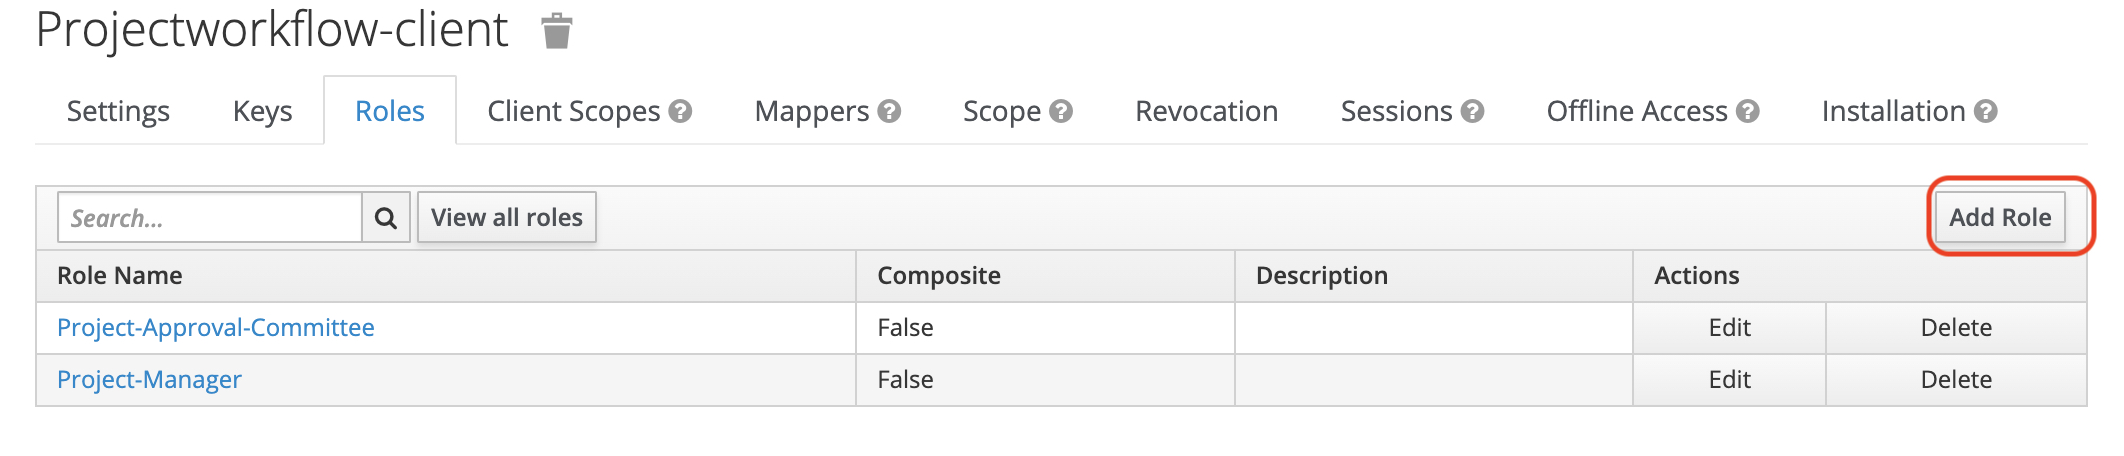 Projectworkflow-client
Settings Keys Roles Client Scopes ? Mappers ? Scope ? Revocation Sessions ? Offline Access ? Installation ?
Search... View all roles Add Role
Role Name Composite Description Actions
Project-Approval-Committee False Edit Delete
Project-Manager False Edit Delete